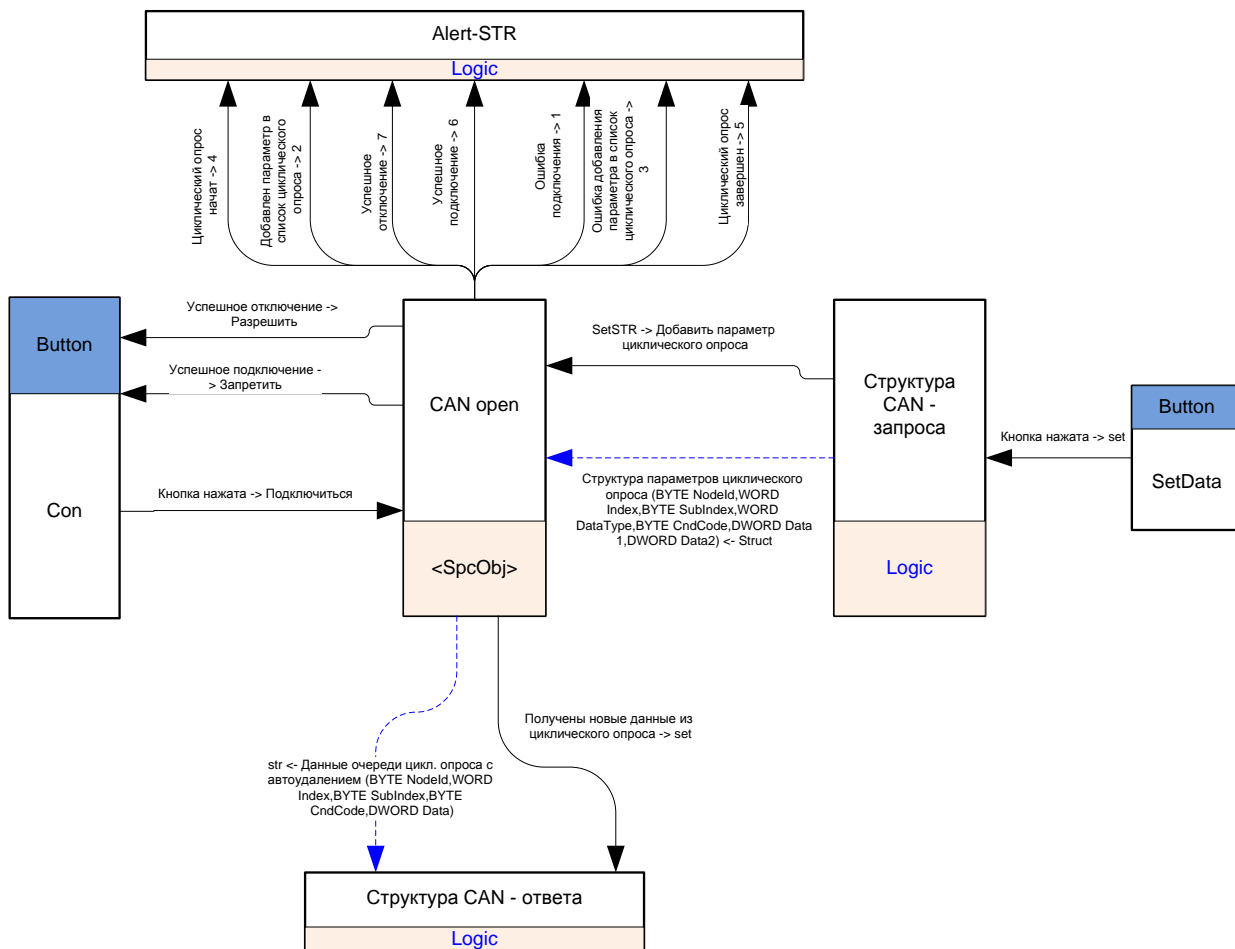 Alert-STR
Logic
Циклический опрос
начат -> 4
Добавлен параметр в
список циклического
опроса -> 2
Успешное
отключение -> 7
Успешное
подключение -> 6
Ошибка
подключения -> 1
Ошибка добавления
параметра в список
циклического опроса ->
3
Циклический опрос
завершен -> 5
Button
Con
Успешное отключение ->
Разрешить
Успешное подключение -
> Запретить
Кнопка нажата -> Подключиться
CAN open
<SpcObj>
SetSTR -> Добавить параметр
циклического опроса
Структура параметров циклического
опроса (BYTE NodeId,WORD
Index,BYTE SubIndex,WORD
DataType,BYTE CndCode,DWORD Data
1,DWORD Data2) <- Struct
Структура
CAN -
запроса
Logic
Кнопка нажата -> set
Button
SetData
Получены новые данные из
циклического опроса -> set
str <- Данные очереди цикл. опроса с
автоудалением (BYTE NodeId,WORD
Index,BYTE SubIndex,BYTE
CndCode,DWORD Data)
Структура CAN - ответа
Logic